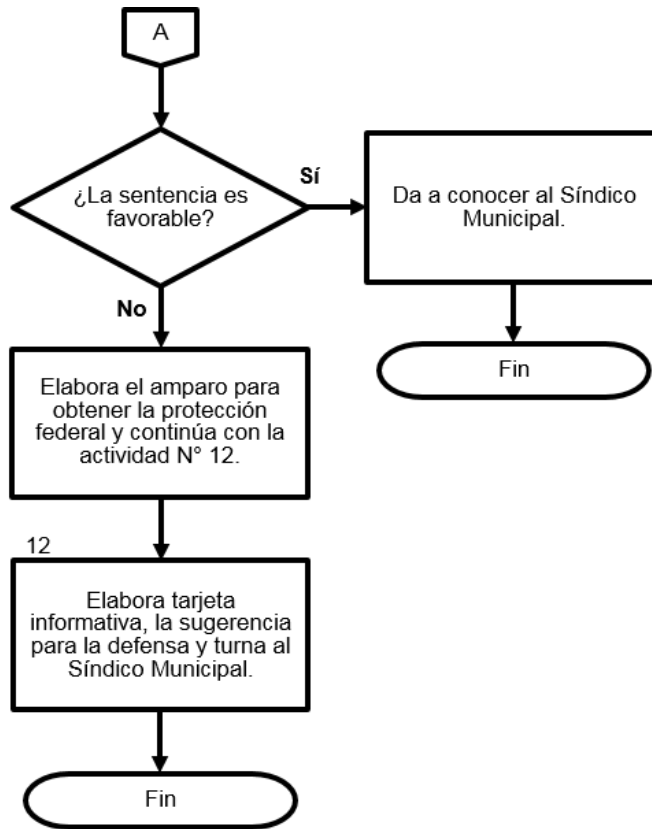 A
¿La sentencia es
favorable?
Sí
Da a conocer al Síndico
Municipal.
Fin
No
Elabora el amparo para
obtener la protección
federal y continúa con la
actividad N° 12.
12
Elabora tarjeta
informativa, la sugerencia
para la defensa y turna al
Síndico Municipal.
Fin